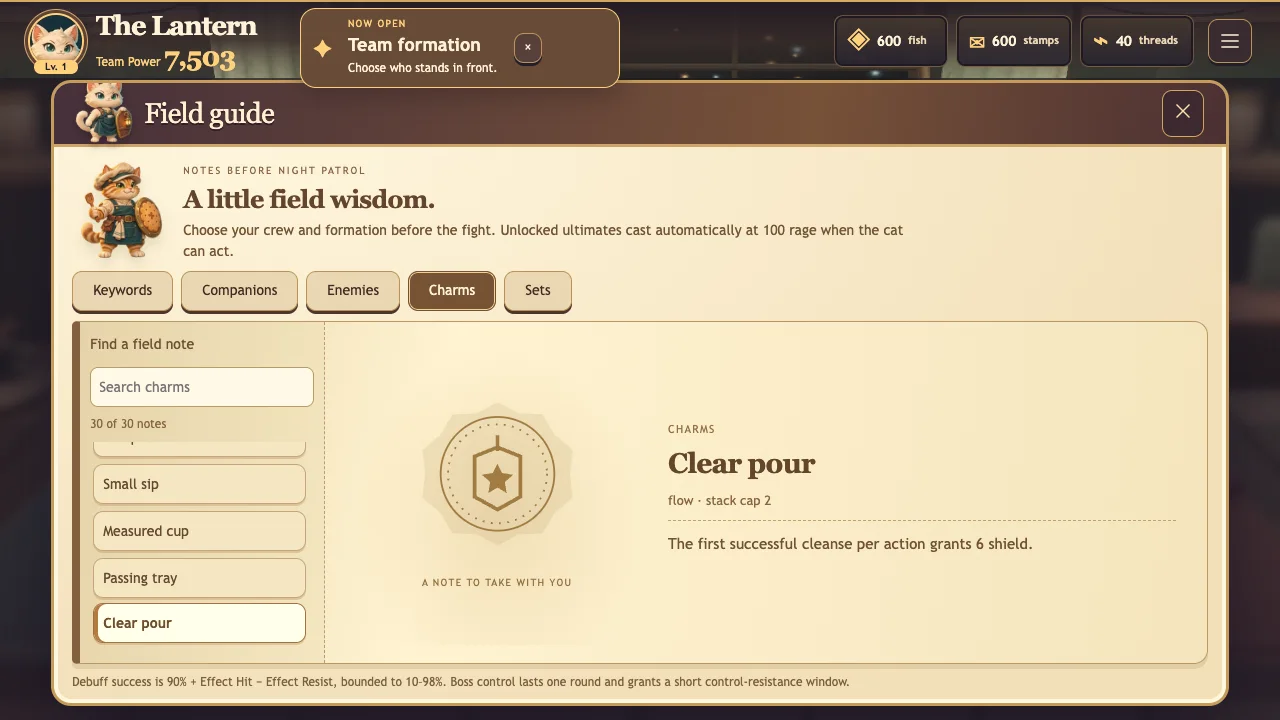 The Lantern
Team Power 7,503
Lv. 1
NOW OPEN
Team formation
Choose who stands in front.
×
600 fish
600 stamps
40 threads
Field guide
NOTES BEFORE NIGHT PATROL
A little field wisdom.
Choose your crew and formation before the fight. Unlocked ultimates cast automatically at 100 rage when the cat
can act.
Keywords
Companions
Enemies
Charms
Sets
Find a field note
Search charms
30 of 30 notes
Small sip
Measured cup
Passing tray
Clear pour
A NOTE TO TAKE WITH YOU
CHARMS
Clear pour
flow · stack cap 2
The first successful cleanse per action grants 6 shield.
Debuff success is 90% + Effect Hit − Effect Resist, bounded to 10–98%. Boss control lasts one round and grants a short control-resistance window.